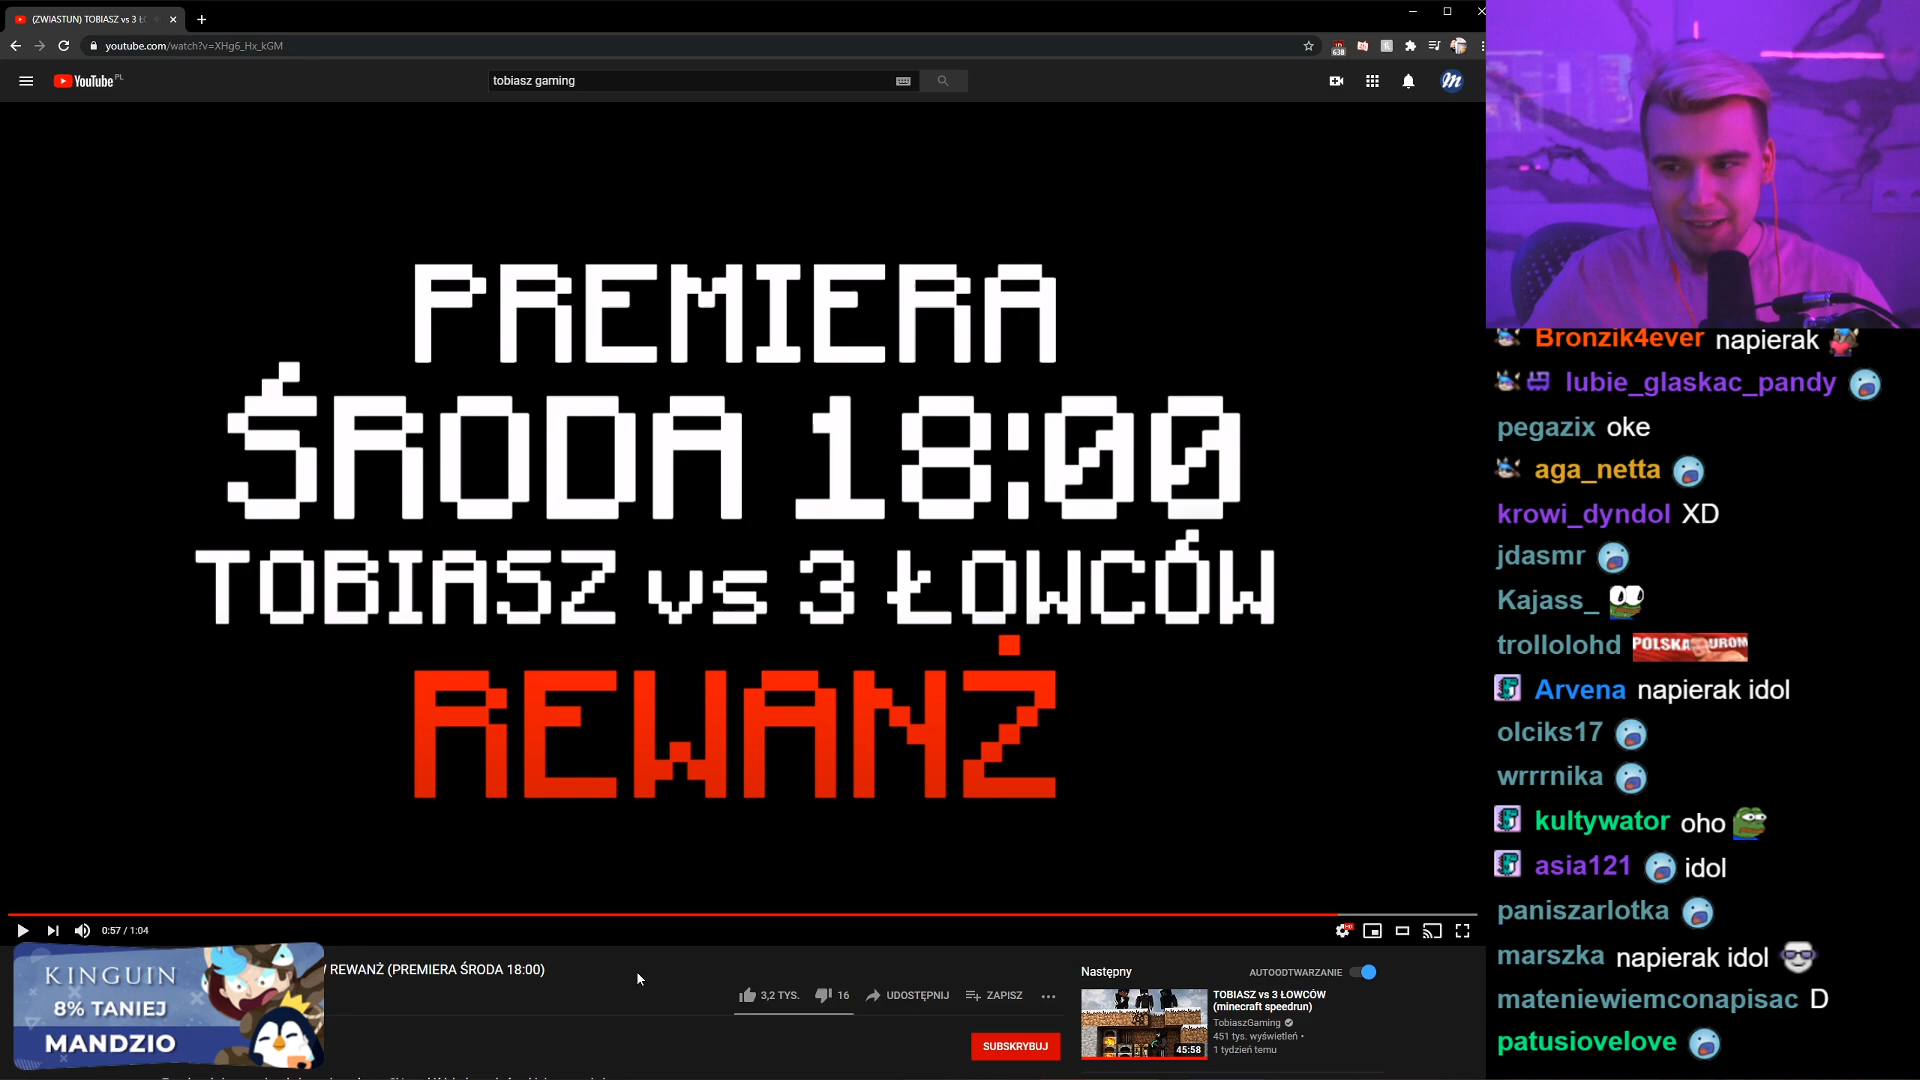 (ZWIASTUN) TOBIASZ vs 3 Ł
youtube.com/watch?v=XHg6_Hx_kGM
638
YouTube PL
tobiasz gaming
PREMIERA
ŚRODA 18:00
TOBIASZ vs 3 ŁOWCÓW
REWANŻ
0:57 / 1:04
HD
REWANŻ (PREMIERA ŚRODA 18:00)
3,2 TYS.
16
UDOSTĘPNIJ
ZAPISZ
SUBSKRYBUJ
KINGUIN
8% TANIEJ
MANDZIO
Następny
AUTOODTWARZANIE
45:58
TOBIASZ vs 3 ŁOWCÓW
(minecraft speedrun)
TobiaszGaming
451 tys. wyświetleń •
1 tydzień temu
Bronzik4ever napierak
lubie_glaskac_pandy
pegazix oke
aga_netta
krowi_dyndol XD
jdasmr
Kajass_
trollolohd POLSKA GUROM
Arvena napierak idol
olciks17
wrrrnika
kultywator oho
asia121 idol
paniszarlotka
marszka napierak idol
mateniewiemconapisac D
patusiovelove